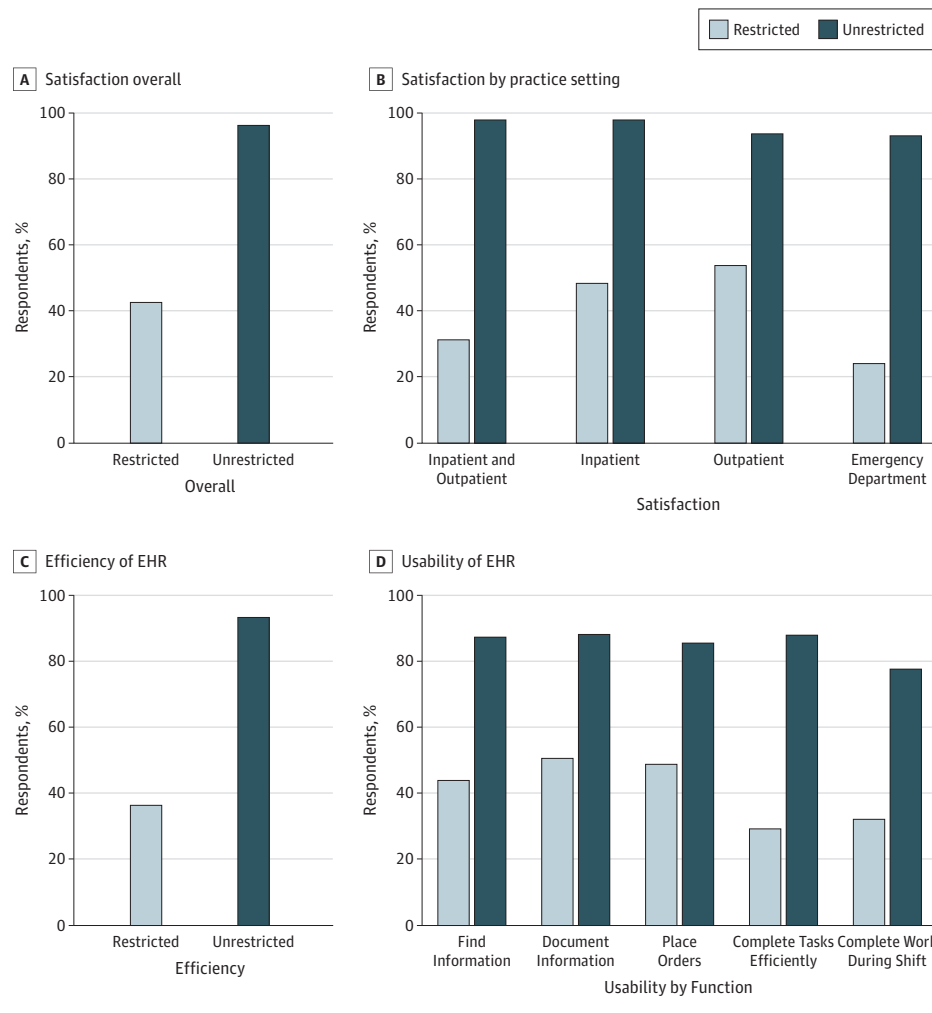 Restricted Unrestricted
A Satisfaction overall
100
80
60
40
20
0
Respondents, %
Restricted Unrestricted
Overall
B Satisfaction by practice setting
100
80
60
40
20
0
Respondents, %
Inpatient and Inpatient Outpatient Emergency
Outpatient Department
Satisfaction
C Efficiency of EHR
100
80
60
40
20
0
Respondents, %
Restricted Unrestricted
Efficiency
D Usability of EHR
100
80
60
40
20
0
Respondents, %
Find Document Place Complete Tasks Complete Work
Information Information Orders Efficiently During Shift
Usability by Function